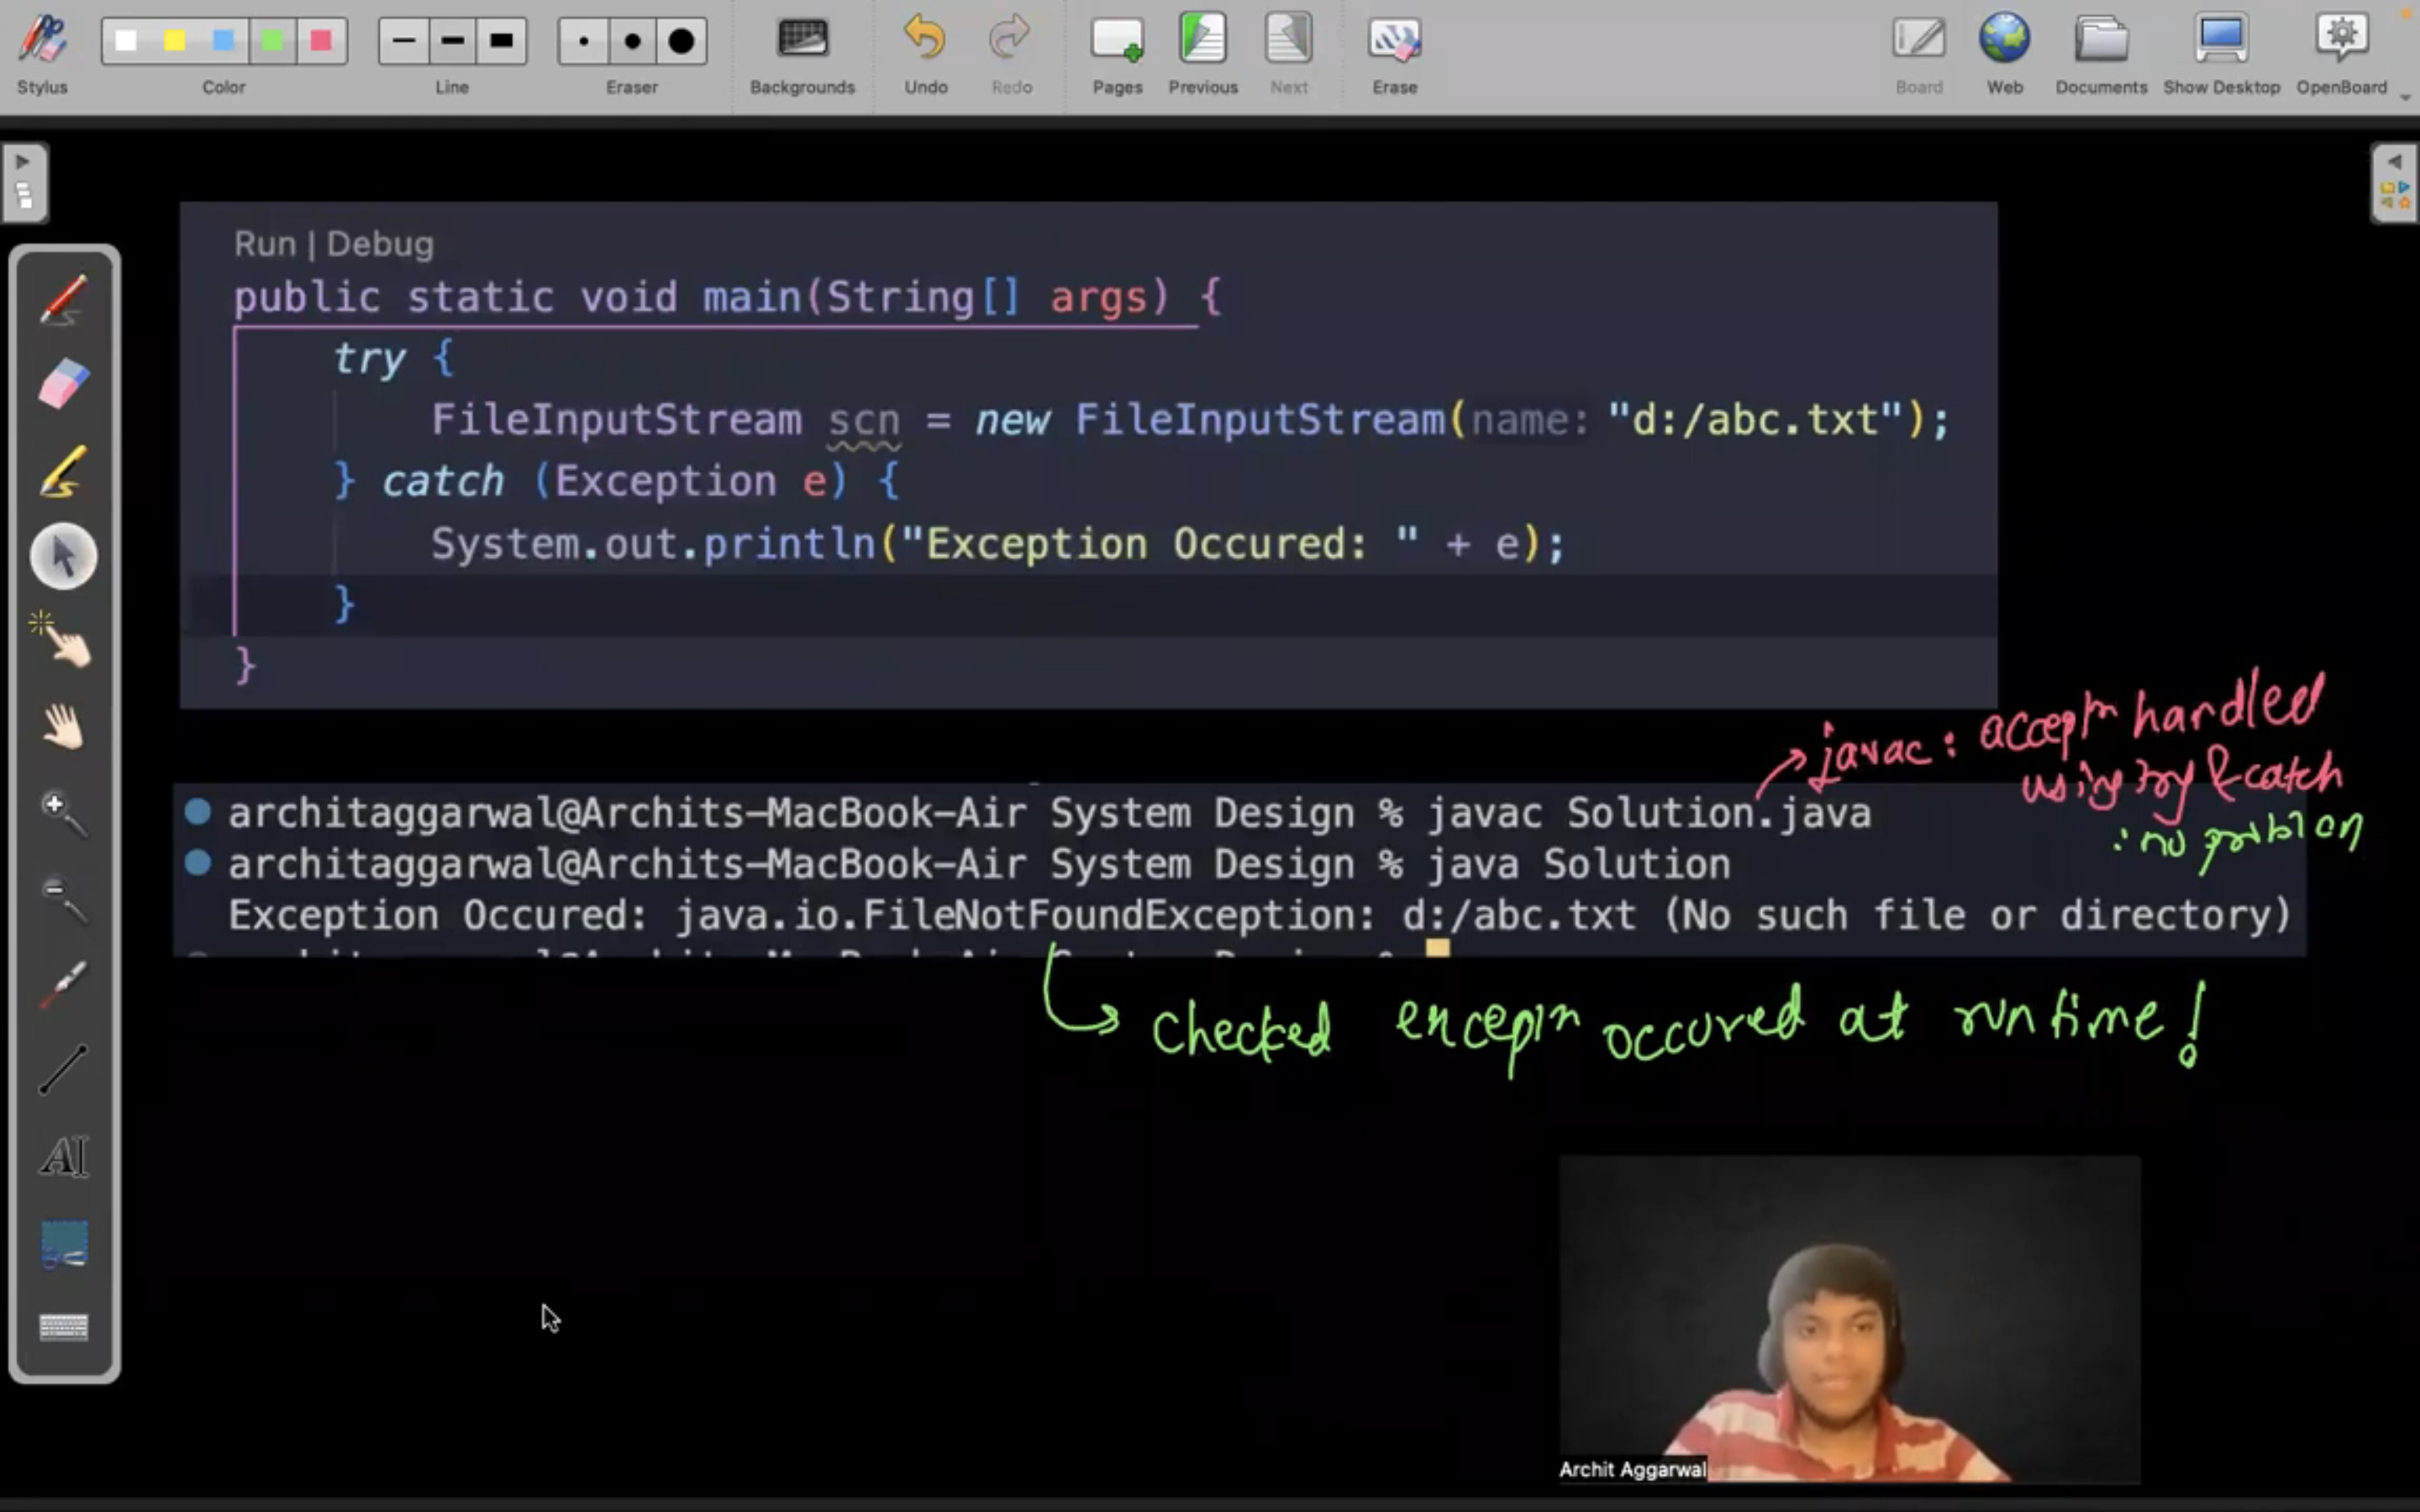 Stylus
Color
Line
Eraser
Backgrounds
Undo
Redo
Pages
Previous
Next
Erase
Board
Web
Documents
Show Desktop
OpenBoard
Run | Debug
public static void main(String[] args) {
try {
FileInputStream scn = new FileInputStream(name: "d:/abc.txt");
} catch (Exception e) {
System.out.println("Exception Occured: " + e);
}
}
javac: handled
using try & catch
: no
architaggarwal@Archits-MacBook-Air System Design % javac Solution.java
architaggarwal@Archits-MacBook-Air System Design % java Solution
Exception Occured: java.io.FileNotFoundException: d:/abc.txt (No such file or directory)
checked occured at runtime!
AI
Archit Aggarwal